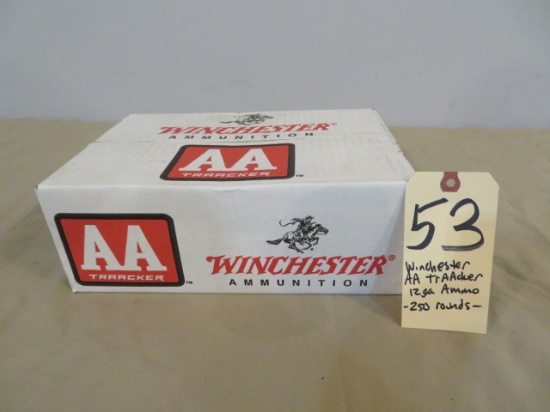 WINCHESTER
AMMUNITION
AA
TRAACKER
AA
TRAACKER
WINCHESTER
AMMUNITION
53
Winchester
AA TrAAcker
12ga Ammo
-250 rounds-